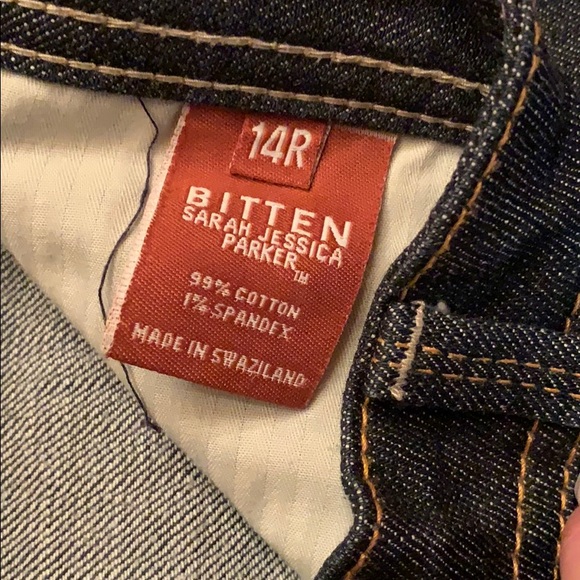 14R
BITTEN
SARAH JESSICA
PARKER™
99% COTTON
1% SPANDEX
MADE IN SWAZILAND